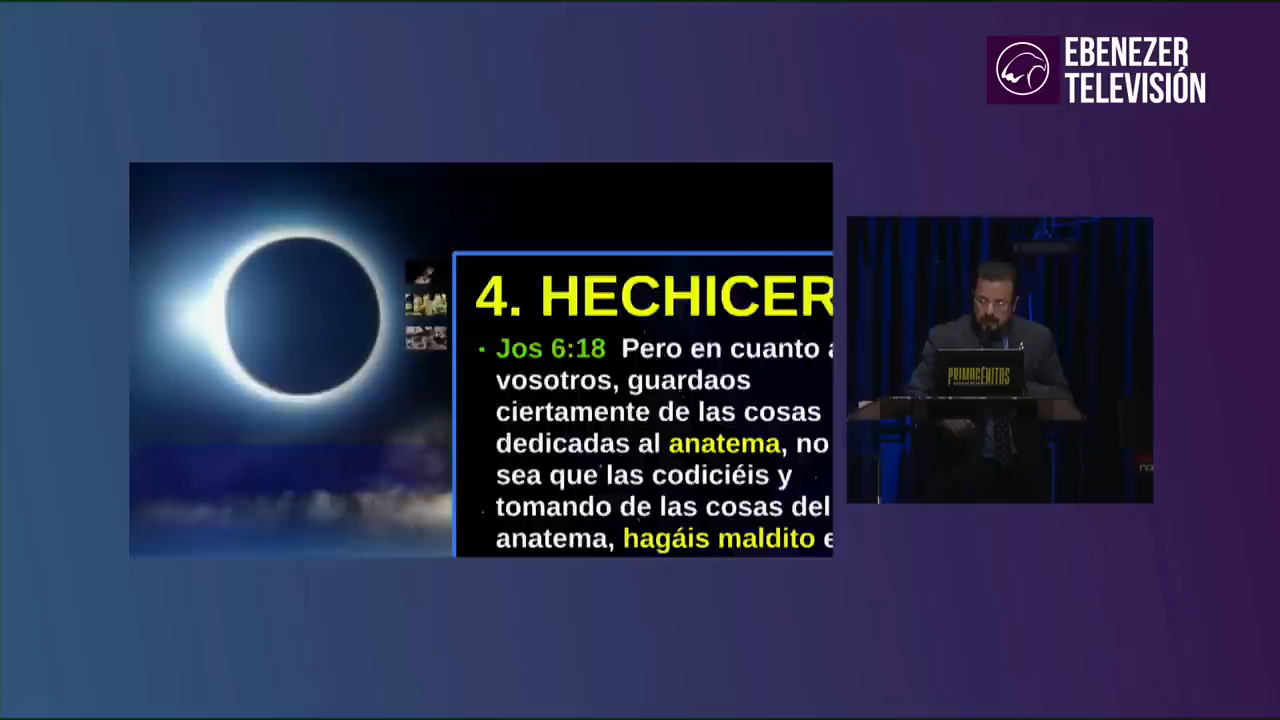 EBENEZER
TELEVISIÓN
4. HECHICER
· Jos 6:18 Pero en cuanto a
vosotros, guardaos
ciertamente de las cosas
dedicadas al anatema, no
sea que las codiciéis y
tomando de las cosas del
anatema, hagáis maldito e
PRIMOGÉNITOS